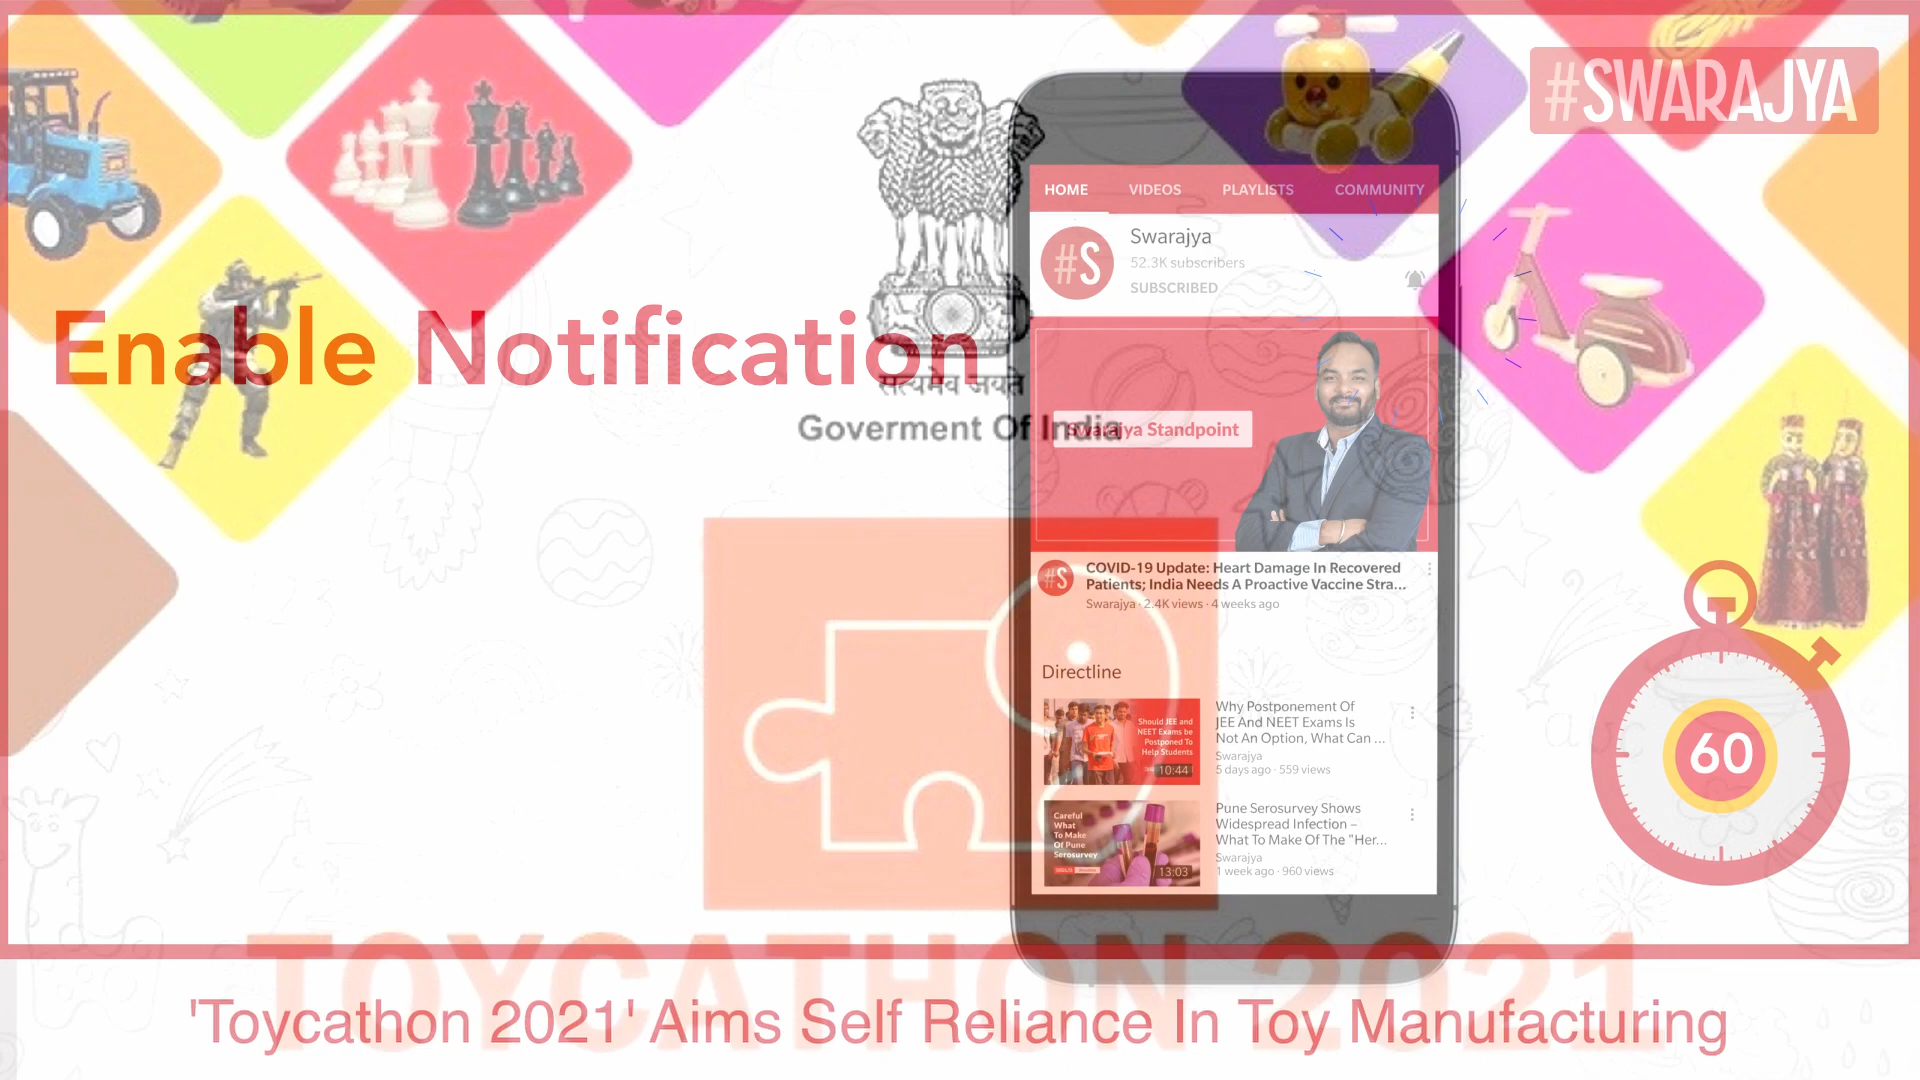 #SWARAJYA
HOME VIDEOS PLAYLISTS COMMUNITY
#S
Swarajya
52.3K subscribers
SUBSCRIBED
Enable Notification
सत्यमेव जयते
Goverment Of India
Swarajya Standpoint
#S
COVID-19 Update: Heart Damage In Recovered
Patients; India Needs A Proactive Vaccine Stra...
Swarajya · 2.4K views · 4 weeks ago
Directline
Should JEE and
NEET Exams be
Postponed To
Help Students
10:44
Why Postponement Of
JEE And NEET Exams Is
Not An Option, What Can ...
Swarajya
5 days ago · 559 views
Careful
What
To Make
Of Pune
Serosurvey
13:03
Pune Serosurvey Shows
Widespread Infection –
What To Make Of The "Her...
Swarajya
1 week ago · 960 views
60
TOYCATHON 2021
'Toycathon 2021' Aims Self Reliance In Toy Manufacturing